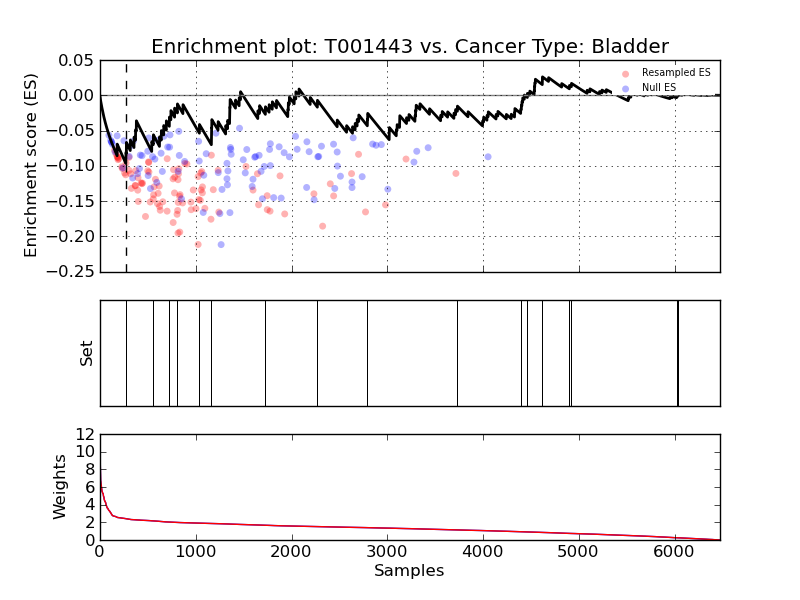 Enrichment plot: T001443 vs. Cancer Type: Bladder
Enrichment score (ES)
0.05
0.00
−0.05
−0.10
−0.15
−0.20
−0.25
Resampled ES
Null ES
Set
Weights
12
10
8
6
4
2
0
0 1000 2000 3000 4000 5000 6000
Samples